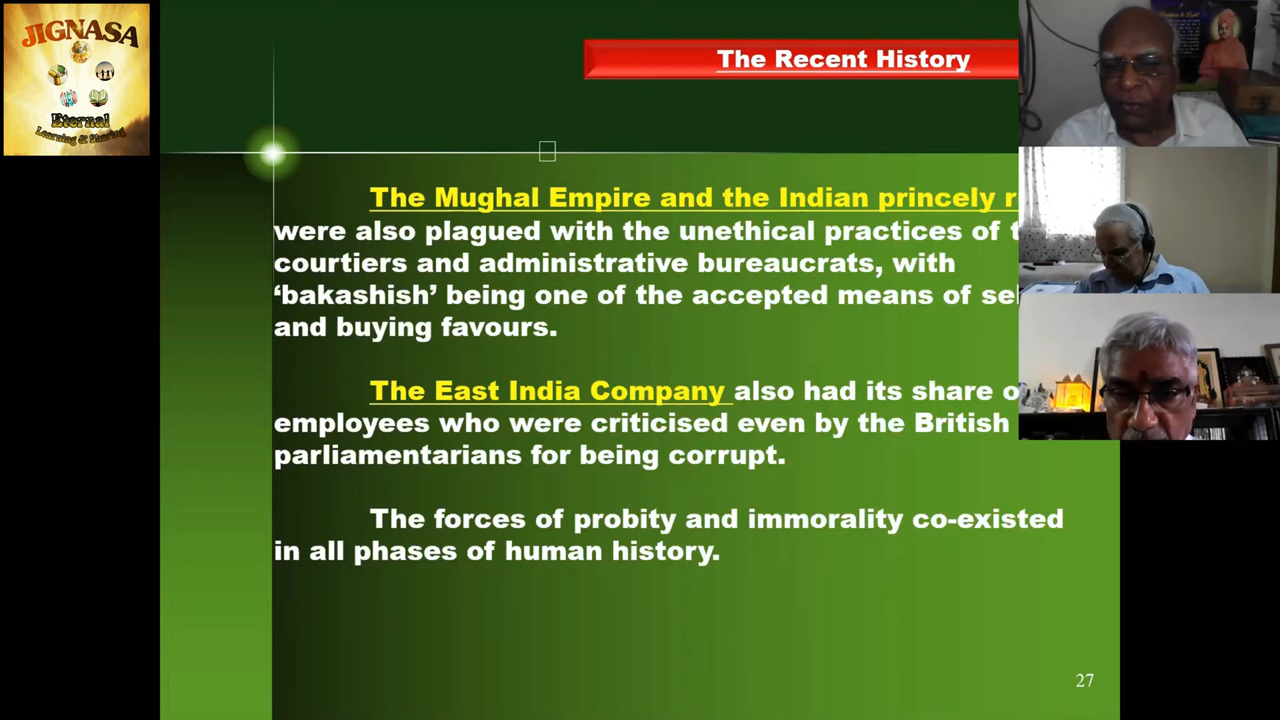 JIGNASA
Eternal
Learning & Sharing
The Recent History
The Mughal Empire and the Indian princely
were also plagued with the unethical practices of
courtiers and administrative bureaucrats, with
‘bakashish’ being one of the accepted means of
and buying favours.
The East India Company also had its share
employees who were criticised even by the British
parliamentarians for being corrupt.
The forces of probity and immorality co-existed
in all phases of human history.
27